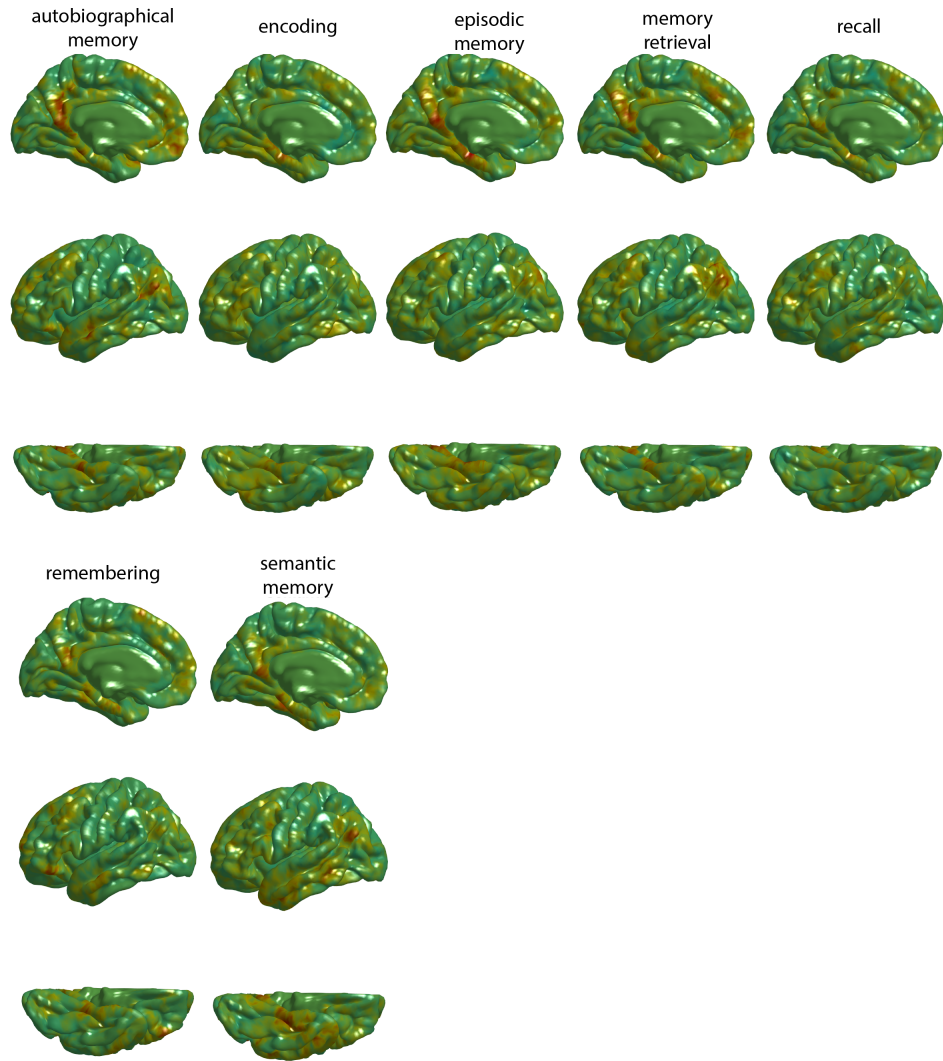 autobiographical
memory
encoding
episodic
memory
memory
retrieval
recall
remembering
semantic
memory